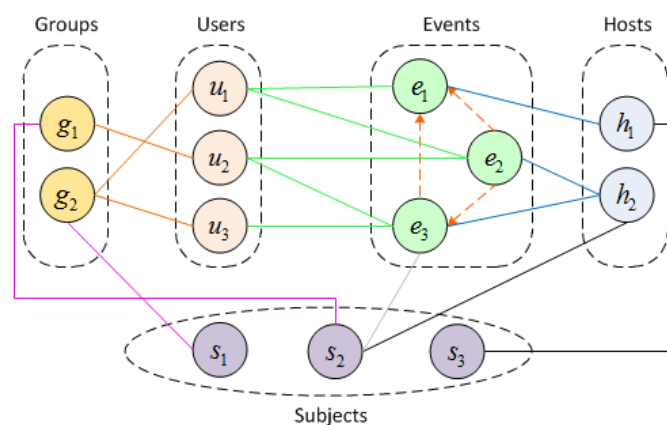 Groups Users Events Hosts
u1 e1
g1 h1
u2 e2
g2 h2
u3 e3
s1 s2 s3
Subjects